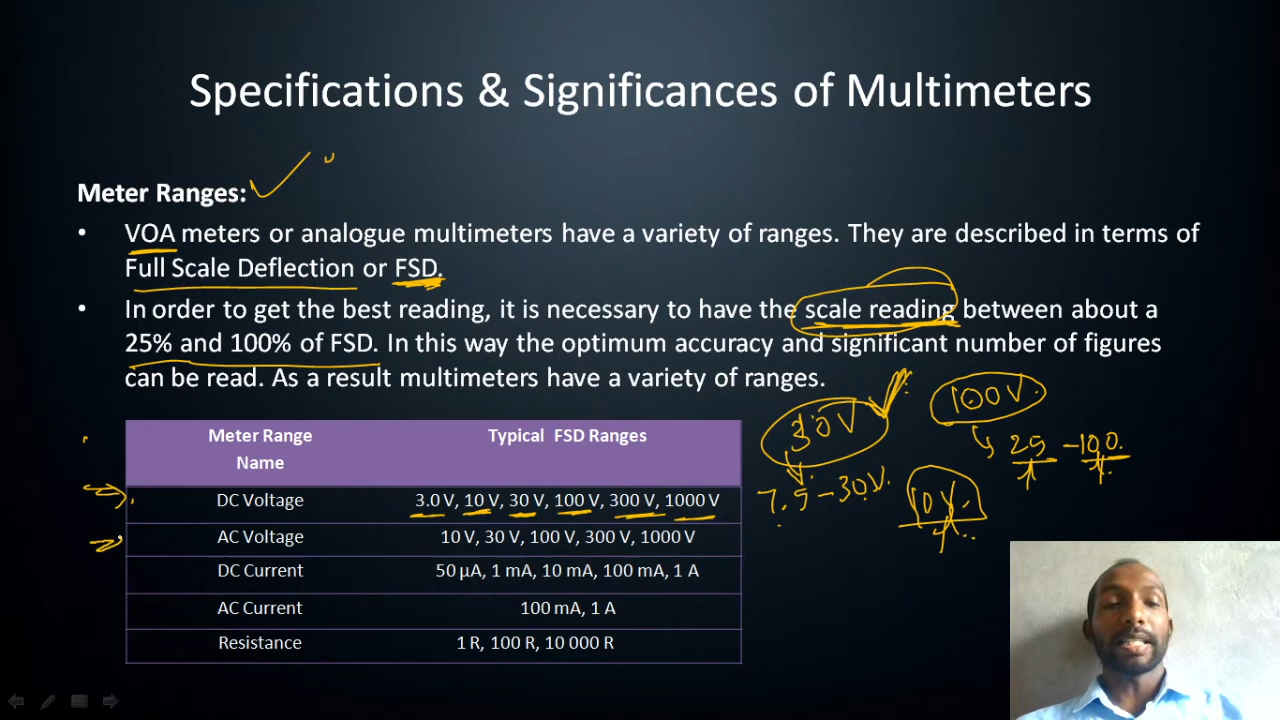 Specifications & Significances of Multimeters
Meter Ranges:
• VOA meters or analogue multimeters have a variety of ranges. They are described in terms of
Full Scale Deflection or FSD.
• In order to get the best reading, it is necessary to have the scale reading between about a
25% and 100% of FSD. In this way the optimum accuracy and significant number of figures
can be read. As a result multimeters have a variety of ranges.
30V
100V.
25 - 100.
7.5 - 30V.
10V.
Meter Range Name
Typical FSD Ranges
DC Voltage 3.0 V, 10 V, 30 V, 100 V, 300 V, 1000 V
AC Voltage 10 V, 30 V, 100 V, 300 V, 1000 V
DC Current 50 µA, 1 mA, 10 mA, 100 mA, 1 A
AC Current 100 mA, 1 A
Resistance 1 R, 100 R, 10 000 R